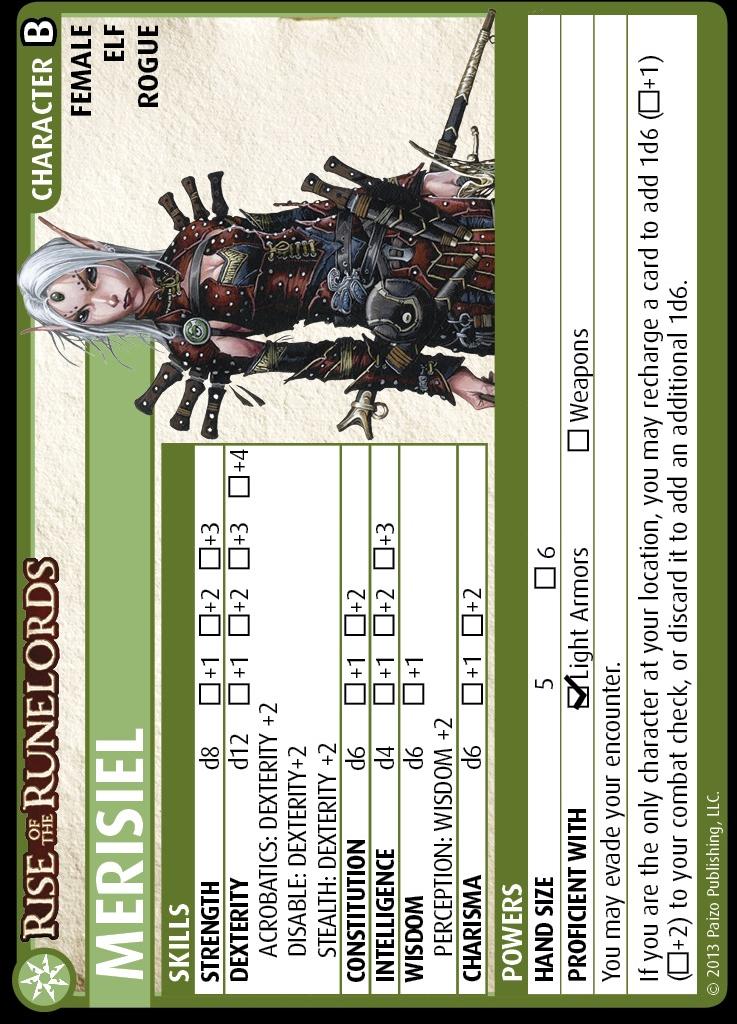 RISE OF THE RUNELORDS
CHARACTER B
MERISIEL
FEMALE
ELF
ROGUE
SKILLS
STRENGTH d8 □+1 □+2 □+3
DEXTERITY d12 □+1 □+2 □+3 □+4
ACROBATICS: DEXTERITY +2
DISABLE: DEXTERITY+2
STEALTH: DEXTERITY +2
CONSTITUTION d6 □+1 □+2
INTELLIGENCE d4 □+1 □+2 □+3
WISDOM d6 □+1
PERCEPTION: WISDOM +2
CHARISMA d6 □+1 □+2
POWERS
HAND SIZE 5 □ 6
PROFICIENT WITH ☑ Light Armors □ Weapons
You may evade your encounter.
If you are the only character at your location, you may recharge a card to add 1d6 (□+1)
(□+2) to your combat check, or discard it to add an additional 1d6.
© 2013 Paizo Publishing, LLC.